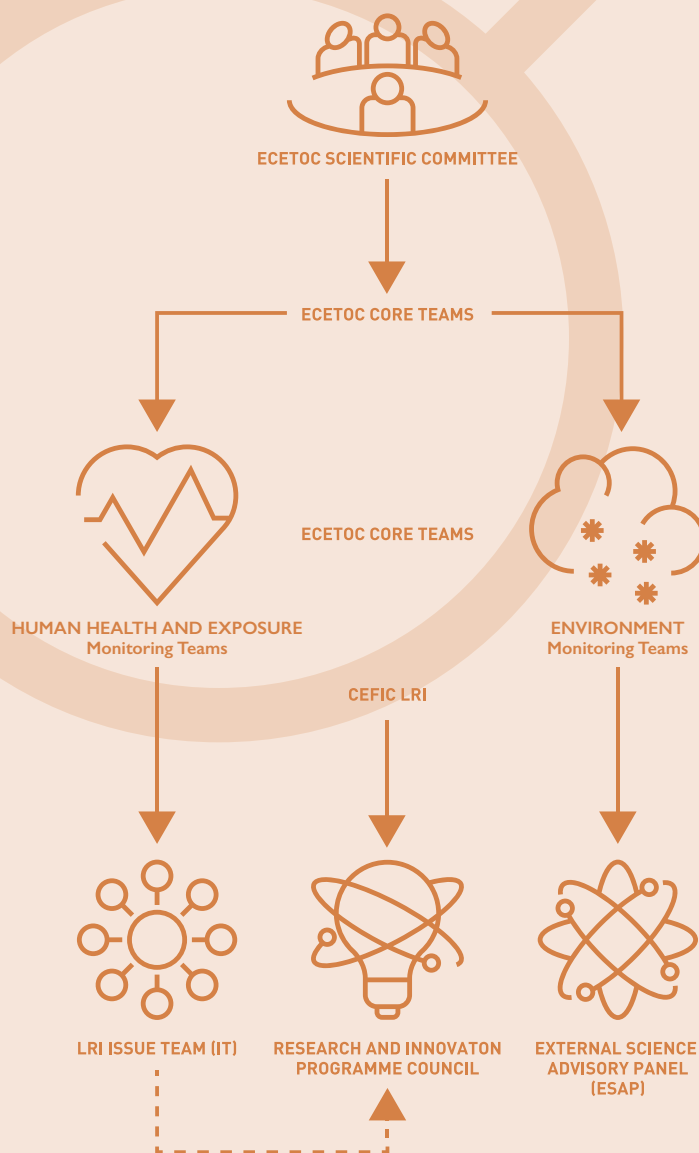 ECETOC SCIENTIFIC COMMITTEE
ECETOC CORE TEAMS
ECETOC CORE TEAMS
HUMAN HEALTH AND EXPOSURE
Monitoring Teams
ENVIRONMENT
Monitoring Teams
CEFIC LRI
LRI ISSUE TEAM (IT)
RESEARCH AND INNOVATON
PROGRAMME COUNCIL
EXTERNAL SCIENCE
ADVISORY PANEL
(ESAP)